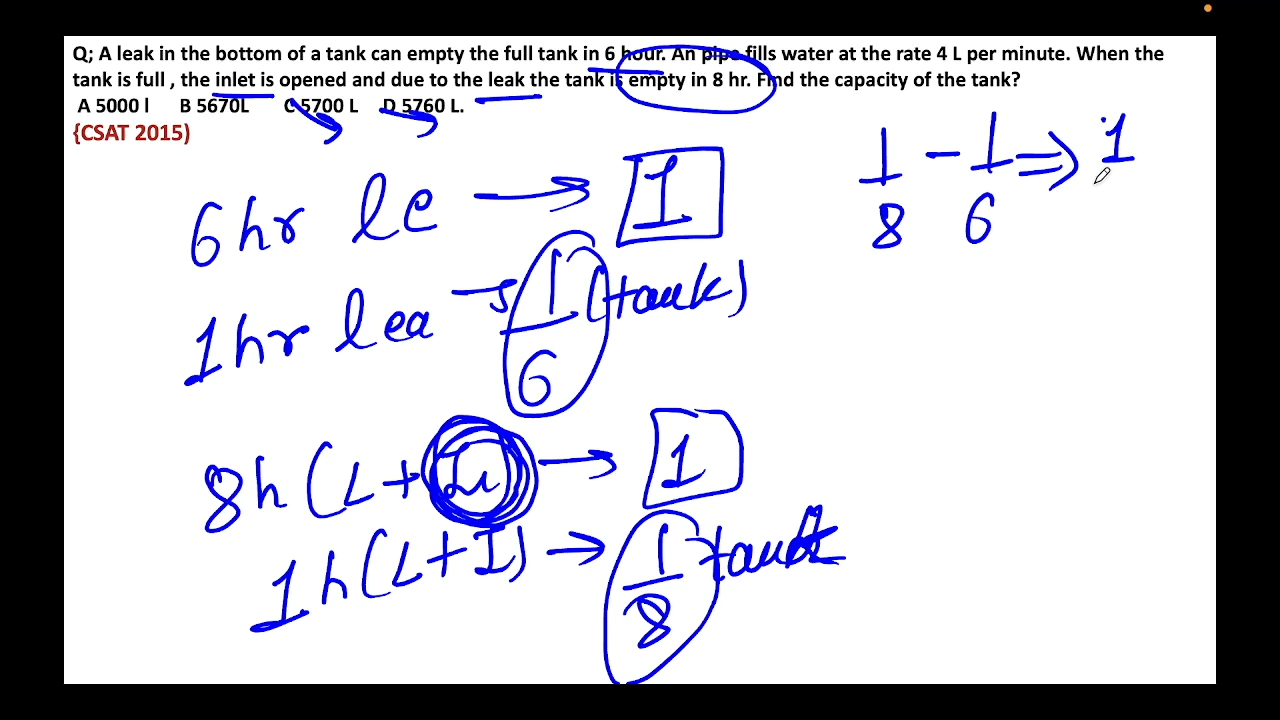 Q; A leak in the bottom of a tank can empty the full tank in 6 hour. An pipe fills water at the rate 4 L per minute. When the
tank is full , the inlet is opened and due to the leak the tank is empty in 8 hr. Find the capacity of the tank?
A 5000 l B 5670L C 5700 L D 5760 L.
{CSAT 2015)
6hr le → 1
1hr lea → 1/6 (tank)
8h (L+In → 1
1h (L+I) → 1/8 tank
1/8 - 1/6 ⇒ 1